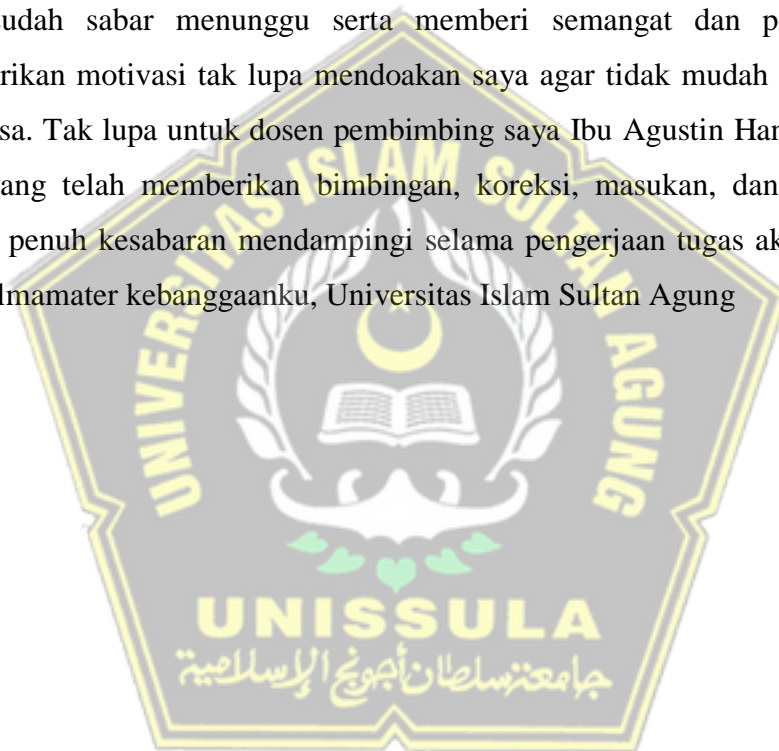 sudah sabar menunggu serta memberi semangat dan p
rikan motivasi tak lupa mendoakan saya agar tidak mudah
sa. Tak lupa untuk dosen pembimbing saya Ibu Agustin Har
yang telah memberikan bimbingan, koreksi, masukan, dan
penuh kesabaran mendampingi selama pengerjaan tugas ak
lmamater kebanggaanku, Universitas Islam Sultan Agung
UNIVERSITAS ISLAM SULTAN AGUNG
UNISSULA
جامعة سلطان أجونج الإسلامية